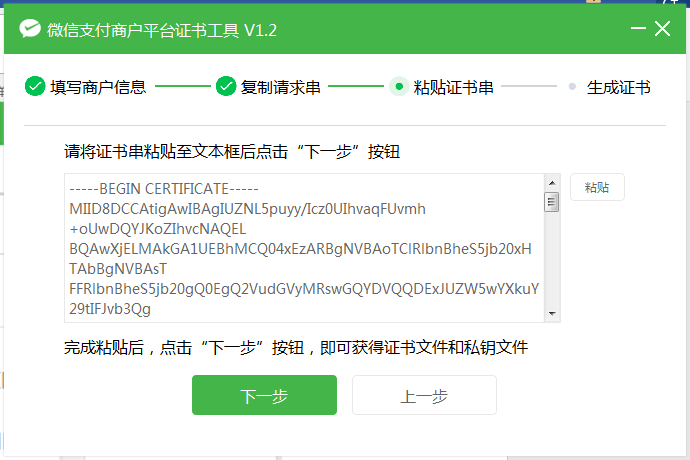 微信支付商户平台证书工具 V1.2
填写商户信息 复制请求串 粘贴证书串 生成证书
请将证书串粘贴至文本框后点击“下一步”按钮
-----BEGIN CERTIFICATE-----
粘贴
MIID8DCCAtigAwIBAgIUZNL5puyy/Icz0UIhvaqFUvmh
+oUwDQYJKoZIhvcNAQEL
BQAwXjELMAkGA1UEBhMCQ04xEzARBgNVBAoTClRlbnBheS5jb20xH
TAbBgNVBAsT
FFRlbnBheS5jb20gQ0EgQ2VudGVyMRswGQYDVQQDExJUZW5wYXkuY
29tIFJvb3Qg
完成粘贴后，点击“下一步”按钮，即可获得证书文件和私钥文件
下一步 上一步